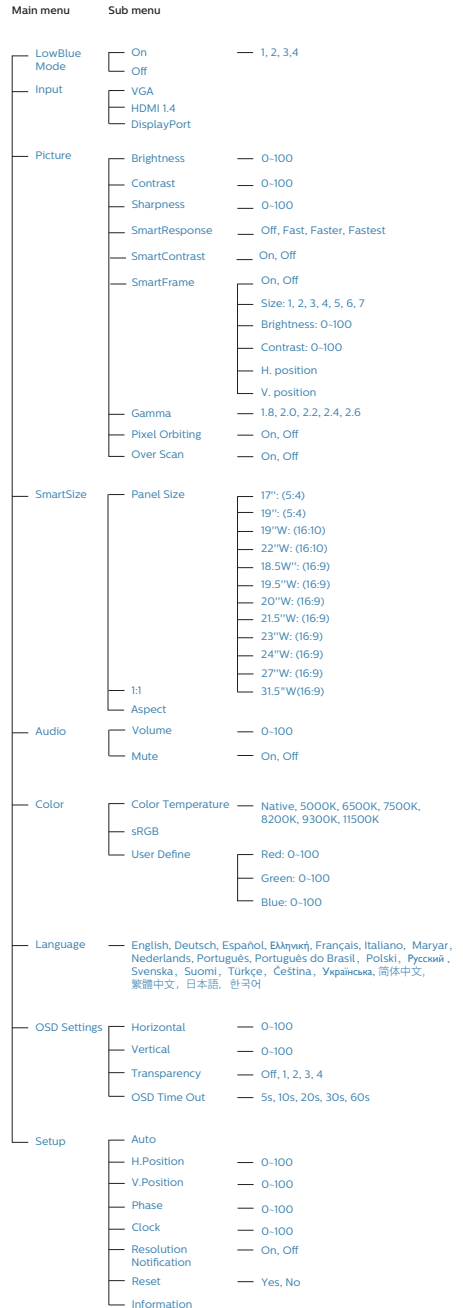 Main menu Sub menu
LowBlue Mode On 1, 2, 3,4
Off
Input VGA
HDMI 1.4
DisplayPort
Picture Brightness 0~100
Contrast 0~100
Sharpness 0~100
SmartResponse Off, Fast, Faster, Fastest
SmartContrast On, Off
SmartFrame On, Off
Size: 1, 2, 3, 4, 5, 6, 7
Brightness: 0~100
Contrast: 0~100
H. position
V. position
Gamma 1.8, 2.0, 2.2, 2.4, 2.6
Pixel Orbiting On, Off
Over Scan On, Off
SmartSize Panel Size 17'': (5:4)
19'': (5:4)
19''W: (16:10)
22''W: (16:10)
18.5W'': (16:9)
19.5''W: (16:9)
20''W: (16:9)
21.5''W: (16:9)
23''W: (16:9)
24''W: (16:9)
27''W: (16:9)
31.5"W(16:9)
1:1
Aspect
Audio Volume 0~100
Mute On, Off
Color Color Temperature Native, 5000K, 6500K, 7500K,
8200K, 9300K, 11500K
sRGB
User Define Red: 0~100
Green: 0~100
Blue: 0~100
Language English, Deutsch, Español, Ελληνική, Français, Italiano, Maryar,
Nederlands, Português, Português do Brasil, Polski, Русский ,
Svenska, Suomi, Türkçe, Čeština, Українська, 简体中文,
繁體中文, 日本語, 한국어
OSD Settings Horizontal 0~100
Vertical 0~100
Transparency Off, 1, 2, 3, 4
OSD Time Out 5s, 10s, 20s, 30s, 60s
Setup Auto
H.Position 0~100
V.Position 0~100
Phase 0~100
Clock 0~100
Resolution On, Off
Notification
Reset Yes, No
Information